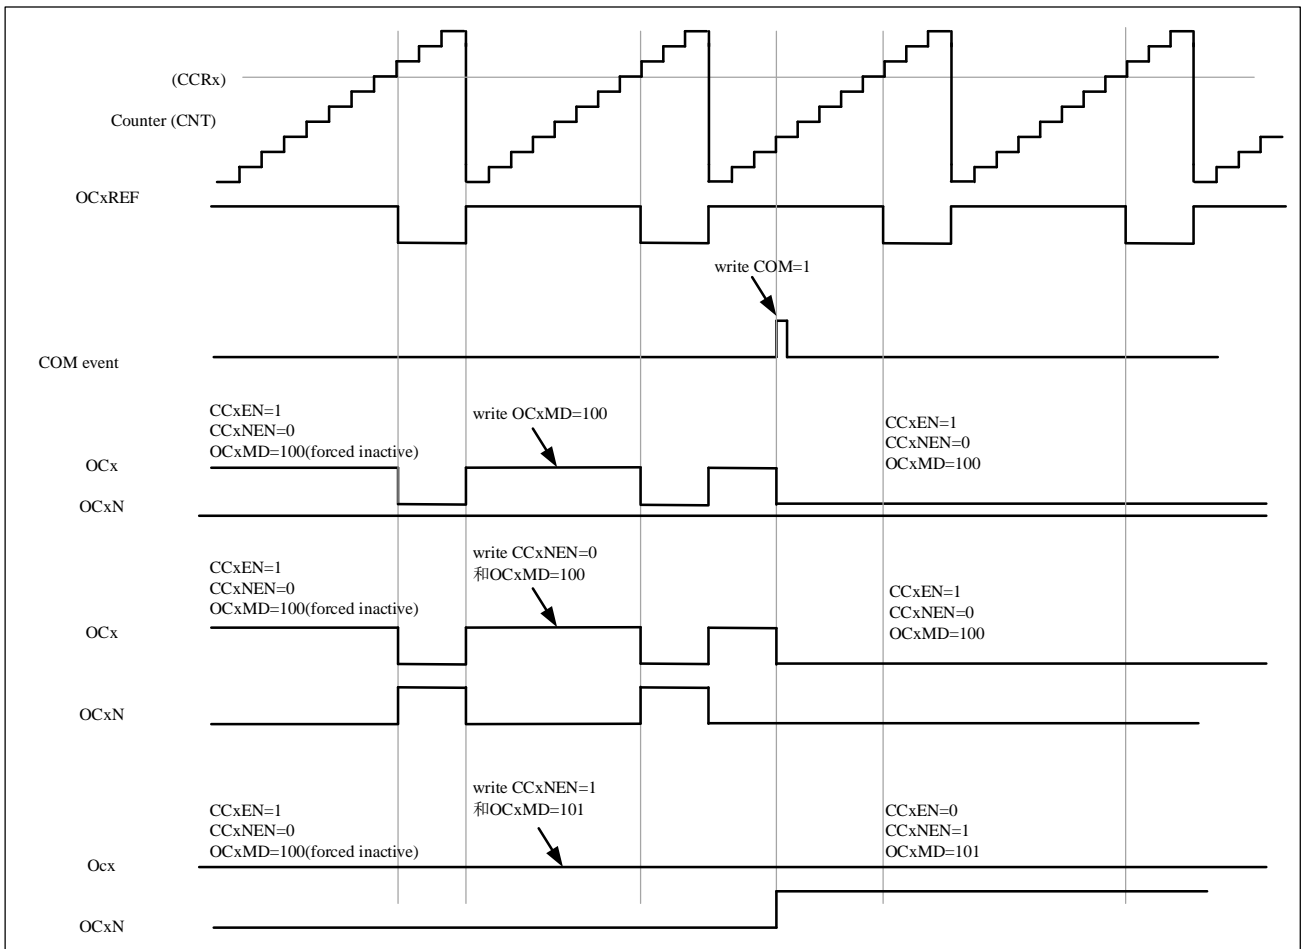 (CCRx)
Counter (CNT)
OCxREF
write COM=1
COM event
CCxEN=1
CCxNEN=0
OCxMD=100(forced inactive)
write OCxMD=100
CCxEN=1
CCxNEN=0
OCxMD=100
OCx
OCxN
CCxEN=1
CCxNEN=0
OCxMD=100(forced inactive)
write CCxNEN=0
和OCxMD=100
CCxEN=1
CCxNEN=0
OCxMD=100
OCx
OCxN
CCxEN=1
CCxNEN=0
OCxMD=100(forced inactive)
write CCxNEN=1
和OCxMD=101
CCxEN=0
CCxNEN=1
OCxMD=101
Ocx
OCxN